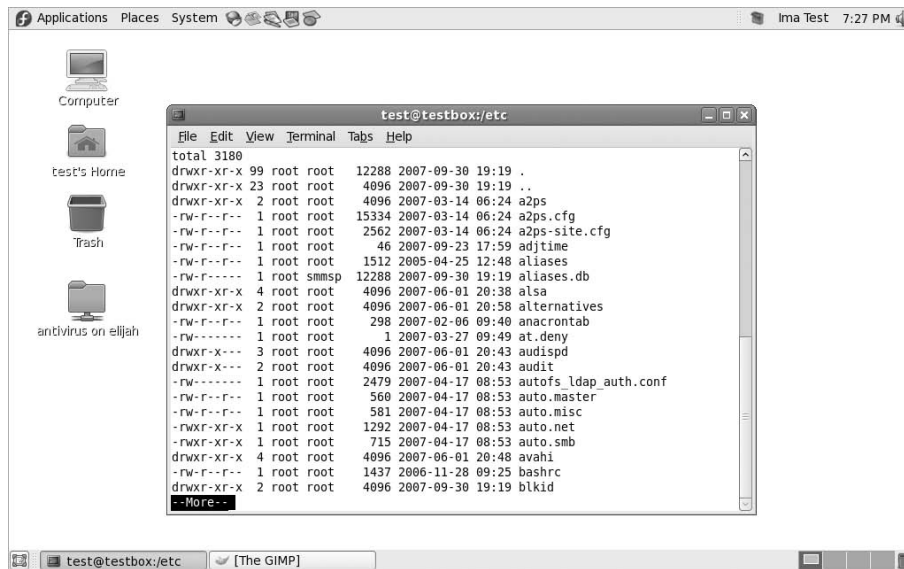 Applications Places System Ima Test 7:27 PM
Computer
test's Home
Trash
antivirus on elijah
test@testbox:/etc
File Edit View Terminal Tabs Help
total 3180
drwxr-xr-x 99 root root 12288 2007-09-30 19:19 .
drwxr-xr-x 23 root root 4096 2007-09-30 19:19 ..
drwxr-xr-x 2 root root 4096 2007-03-14 06:24 a2ps
-rw-r--r-- 1 root root 15334 2007-03-14 06:24 a2ps.cfg
-rw-r--r-- 1 root root 2562 2007-03-14 06:24 a2ps-site.cfg
-rw-r--r-- 1 root root 46 2007-09-23 17:59 adjtime
-rw-r--r-- 1 root root 1512 2005-04-25 12:48 aliases
-rw-r----- 1 root smmsp 12288 2007-09-30 19:19 aliases.db
drwxr-xr-x 4 root root 4096 2007-06-01 20:38 alsa
drwxr-xr-x 2 root root 4096 2007-06-01 20:58 alternatives
-rw-r--r-- 1 root root 298 2007-02-06 09:40 anacrontab
-rw------- 1 root root 1 2007-03-27 09:49 at.deny
drwxr-x--- 3 root root 4096 2007-06-01 20:43 audispd
drwxr-x--- 2 root root 4096 2007-06-01 20:43 audit
-rw------- 1 root root 2479 2007-04-17 08:53 autofs_ldap_auth.conf
-rw-r--r-- 1 root root 560 2007-04-17 08:53 auto.master
-rw-r--r-- 1 root root 581 2007-04-17 08:53 auto.misc
-rwxr-xr-x 1 root root 1292 2007-04-17 08:53 auto.net
-rwxr-xr-x 1 root root 715 2007-04-17 08:53 auto.smb
drwxr-xr-x 4 root root 4096 2007-06-01 20:48 avahi
-rw-r--r-- 1 root root 1437 2006-11-28 09:25 bashrc
drwxr-xr-x 2 root root 4096 2007-09-30 19:19 blkid
--More--
test@testbox:/etc [The GIMP]